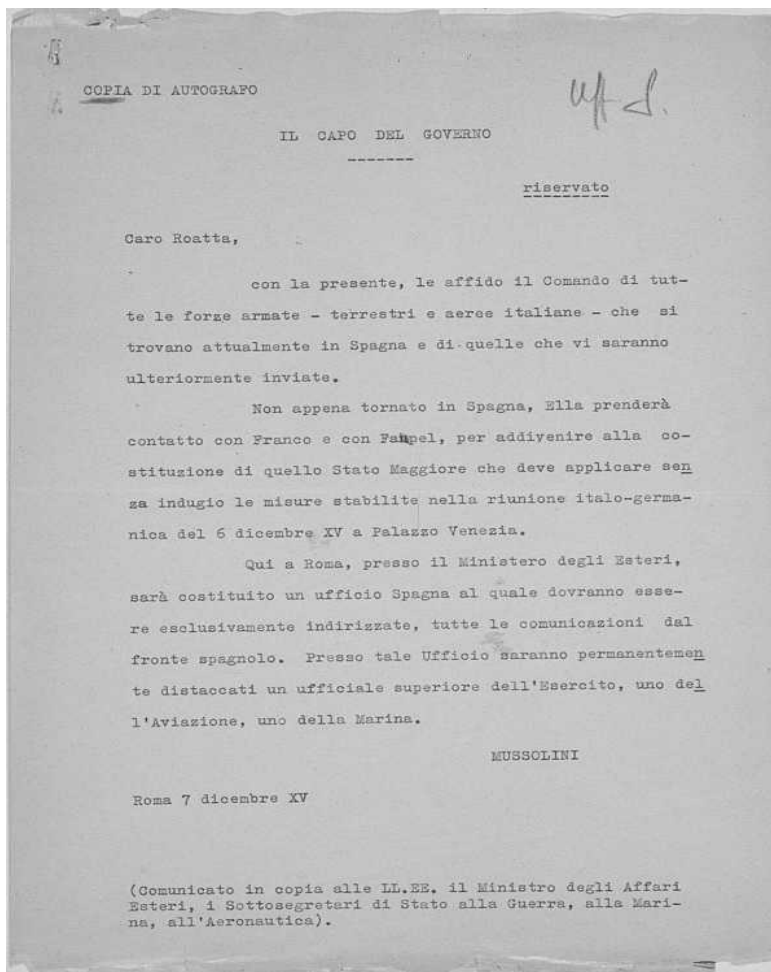 COPIA DI AUTOGRAFO
IL CAPO DEL GOVERNO
-------
riservato
Caro Roatta,
con la presente, le affido il Comando di tut-
te le forze armate - terrestri e aeree italiane - che si
trovano attualmente in Spagna e di quelle che vi saranno
ulteriormente inviate.
Non appena tornato in Spagna, Ella prenderà
contatto con Franco e con Faupel, per addivenire alla co-
stituzione di quello Stato Maggiore che deve applicare sen
za indugio le misure stabilite nella riunione italo-germa-
nica del 6 dicembre XV a Palazzo Venezia.
Qui a Roma, presso il Ministero degli Esteri,
sarà costituito un ufficio Spagna al quale dovranno esse-
re esclusivamente indirizzate, tutte le comunicazioni dal
fronte spagnolo. Presso tale Ufficio saranno permanentemen
te distaccati un ufficiale superiore dell'Esercito, uno del
l'Aviazione, uno della Marina.
MUSSOLINI
Roma 7 dicembre XV
(Comunicato in copia alle LL.EE. il Ministro degli Affari
Esteri, i Sottosegretari di Stato alla Guerra, alla Mari-
na, all'Aeronautica).